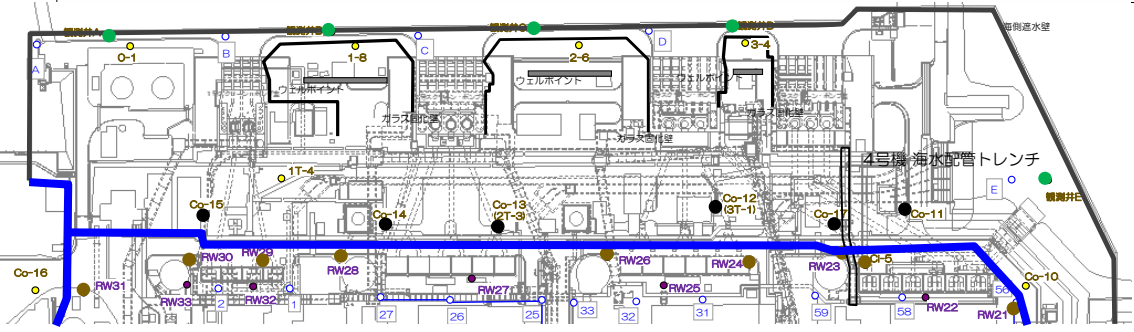 観測井A
観測井B
観測井C
観測井D
海側遮水壁
A
0-1
B
1-8
C
2-6
D
3-4
ウェルポイント
ウェルポイント
ウェルポイント
ガラス固化壁
ガラス固化壁
ガラス固化壁
4号機 海水配管トレンチ
1T-4
E
観測井E
Co-15
Co-14
Co-13
(2T-3)
Co-12
(3T-1)
Co-17
Co-11
Co-16
RW31
RW30
RW29
RW28
RW26
RW24
RW23
Ci-5
Co-10
RW33
2
RW32
1
RW27
RW25
RW22
56
RW21
27
26
25
33
32
31
59
58